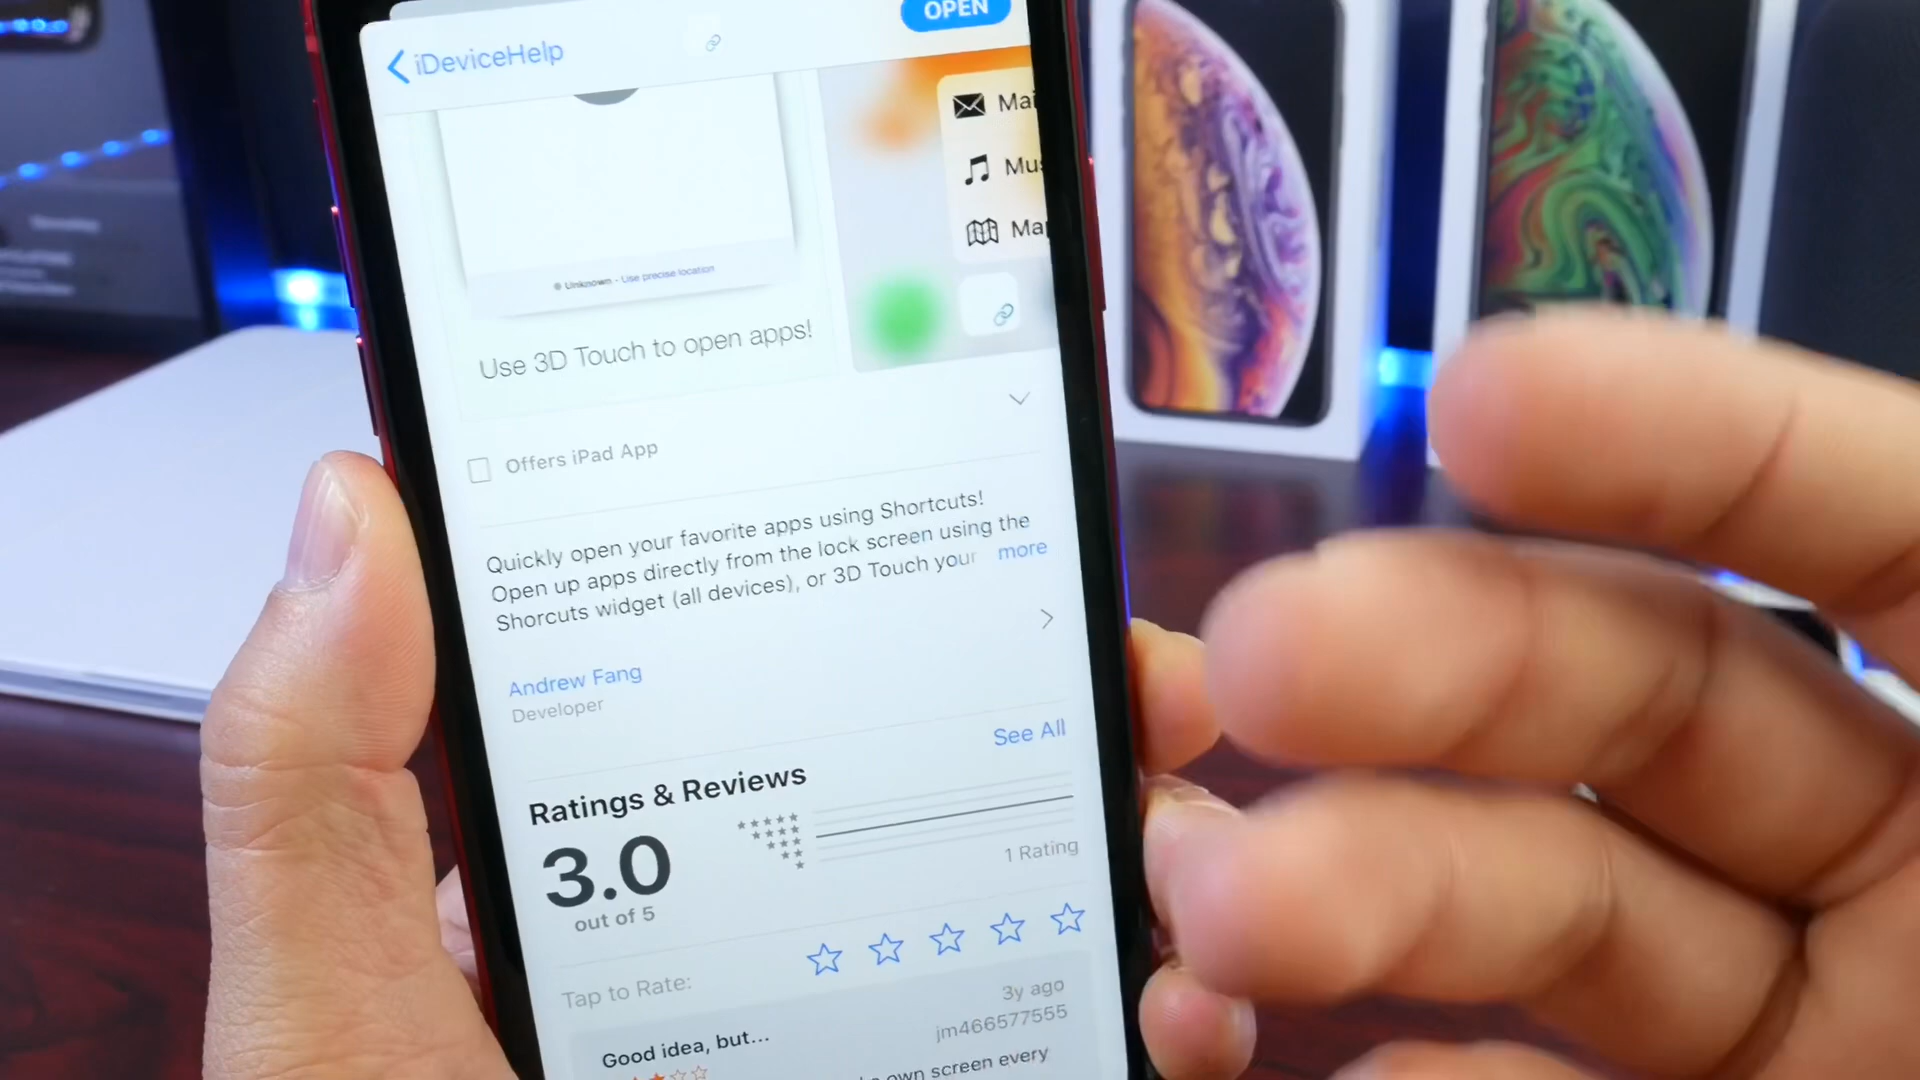 iDeviceHelp
OPEN
Mai
Mus
Map
Unknown - Use precise location
Use 3D Touch to open apps!
Offers iPad App
Quickly open your favorite apps using Shortcuts!
Open up apps directly from the lock screen using the
Shorcuts widget (all devices), or 3D Touch your more
Andrew Fang
Developer
Ratings & Reviews
See All
3.0
out of 5
1 Rating
Tap to Rate:
Good idea, but...
3y ago
jm466577555
own screen every